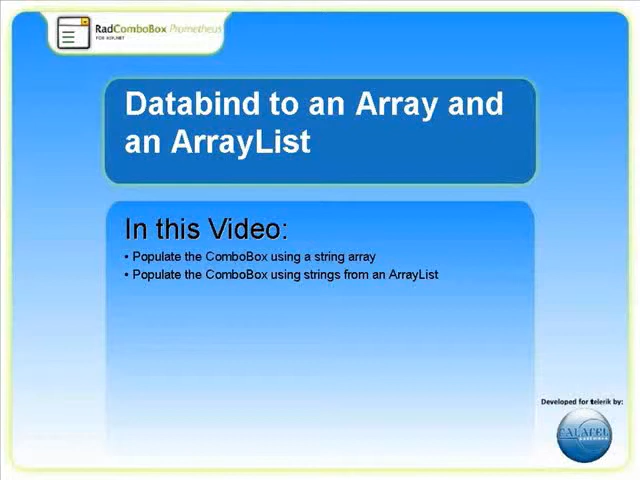 RadComboBox Prometheus
FOR ASP.NET
Databind to an Array and
an ArrayList
In this Video:
• Populate the ComboBox using a string array
• Populate the ComboBox using strings from an ArrayList
Developed for telerik by: